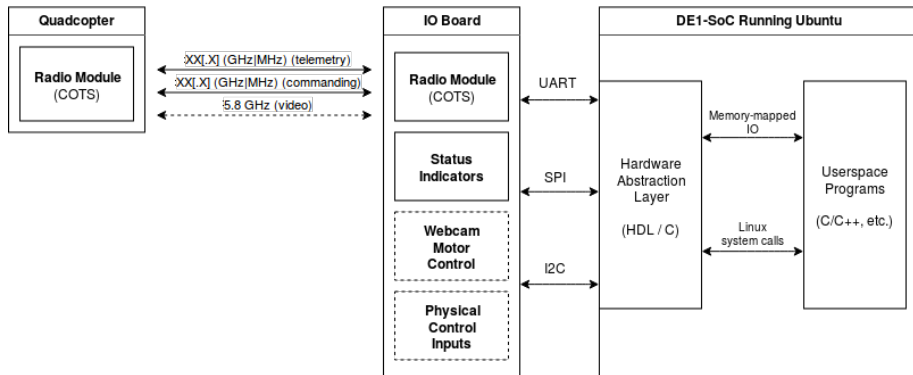 Quadcopter
Radio Module
(COTS)
:XX[.X] (GHz|MHz) (telemetry)
:XX[.X] (GHz|MHz) (commanding)
5.8 GHz (video)
IO Board
Radio Module
(COTS)
Status
Indicators
Webcam
Motor
Control
Physical
Control
Inputs
UART
SPI
I2C
DE1-SoC Running Ubuntu
Hardware
Abstraction
Layer
(HDL / C)
Memory-mapped
IO
Linux
system calls
Userspace
Programs
(C/C++, etc.)